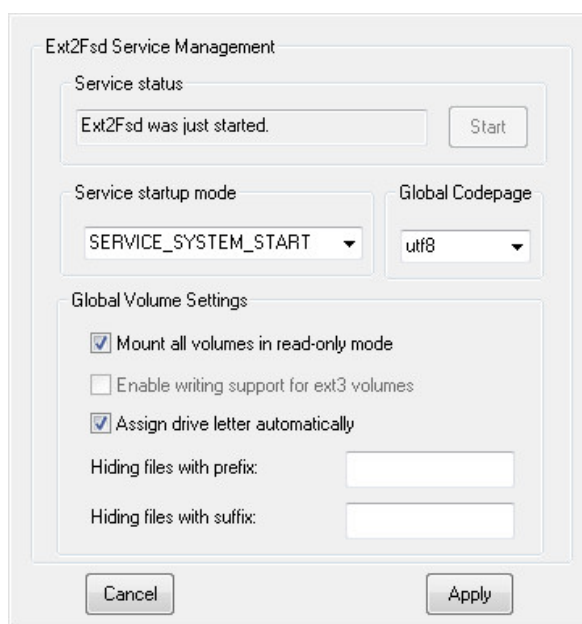 Ext2Fsd Service Management
Service status
Ext2Fsd was just started.
Start
Service startup mode
Global Codepage
SERVICE_SYSTEM_START
utf8
Global Volume Settings
Mount all volumes in read-only mode
Enable writing support for ext3 volumes
Assign drive letter automatically
Hiding files with prefix:
Hiding files with suffix:
Cancel
Apply